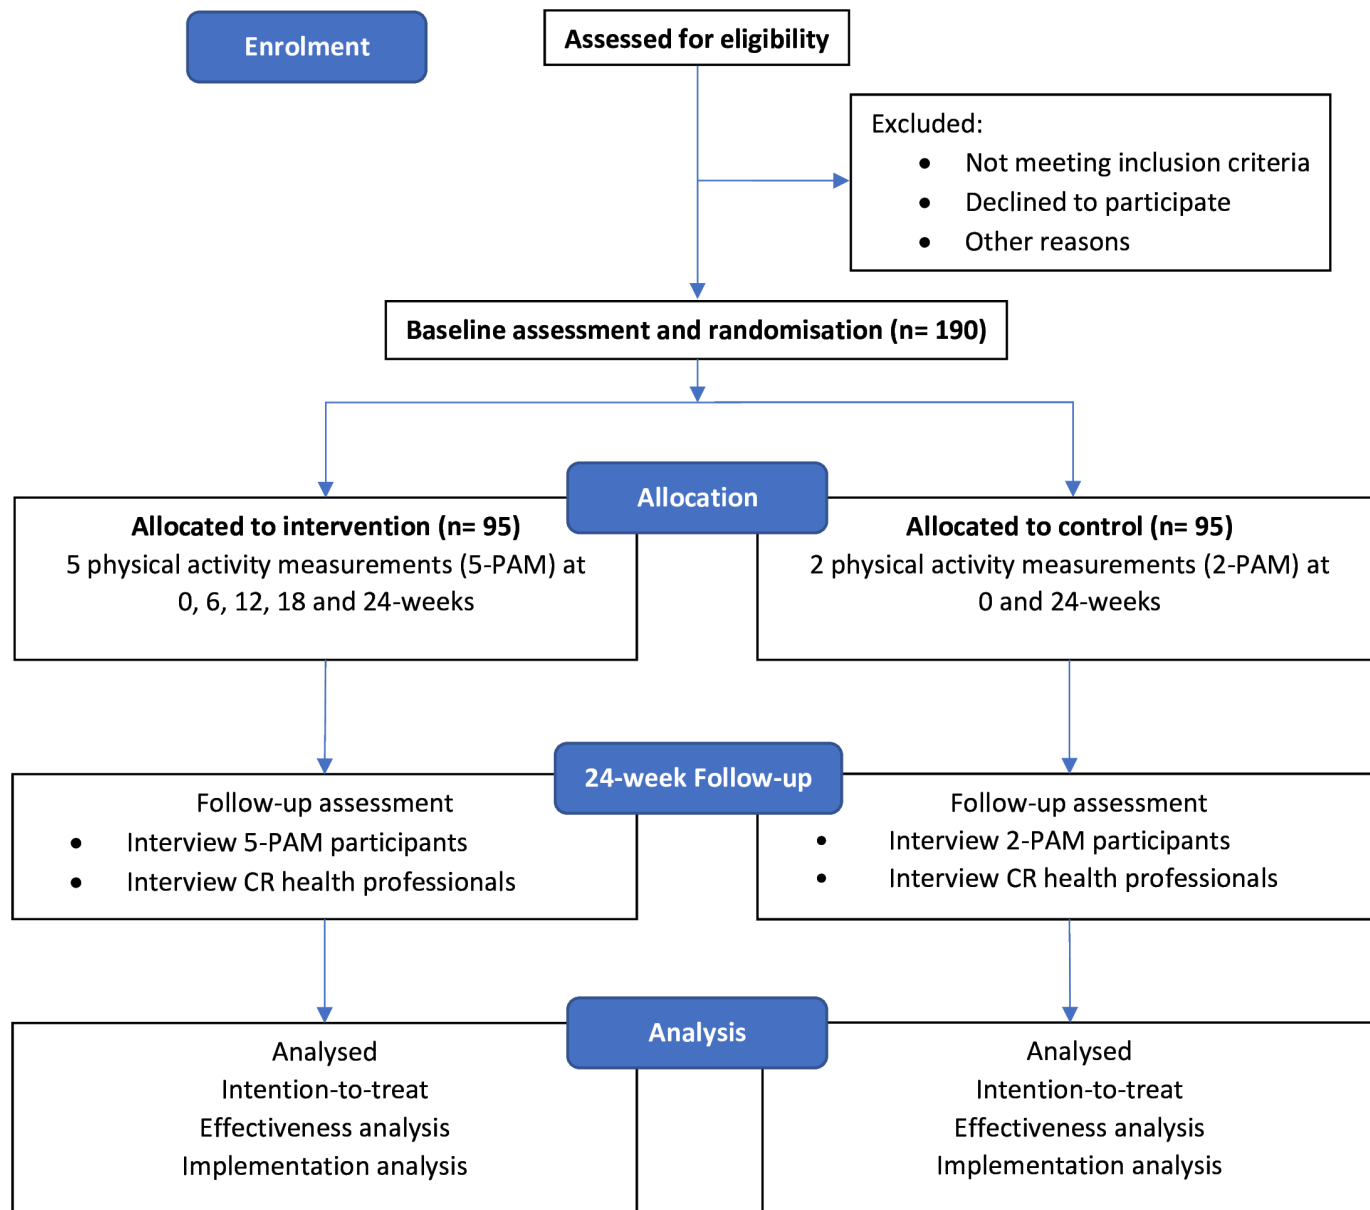 Enrolment
Assessed for eligibility
Excluded:
• Not meeting inclusion criteria
• Declined to participate
• Other reasons
Baseline assessment and randomisation (n= 190)
Allocation
Allocated to intervention (n= 95)
5 physical activity measurements (5-PAM) at
0, 6, 12, 18 and 24-weeks
Allocated to control (n= 95)
2 physical activity measurements (2-PAM) at
0 and 24-weeks
24-week Follow-up
Follow-up assessment
• Interview 5-PAM participants
• Interview CR health professionals
Follow-up assessment
• Interview 2-PAM participants
• Interview CR health professionals
Analysis
Analysed
Intention-to-treat
Effectiveness analysis
Implementation analysis
Analysed
Intention-to-treat
Effectiveness analysis
Implementation analysis